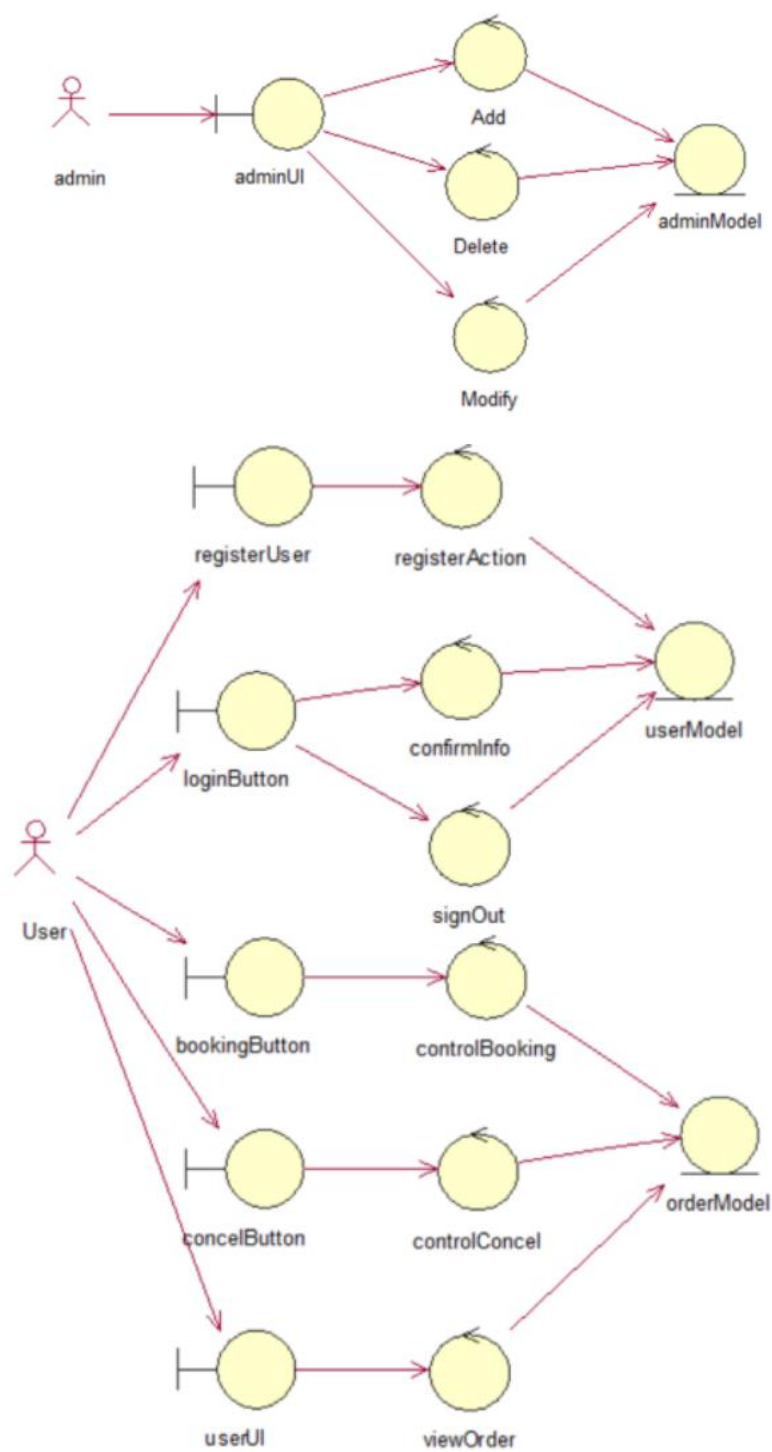 Add
admin
adminUI
adminModel
Delete
Modify
registerUser
registerAction
confirmInfo
userModel
loginButton
signOut
User
bookingButton
controlBooking
concelButton
controlConcel
orderModel
userUI
viewOrder